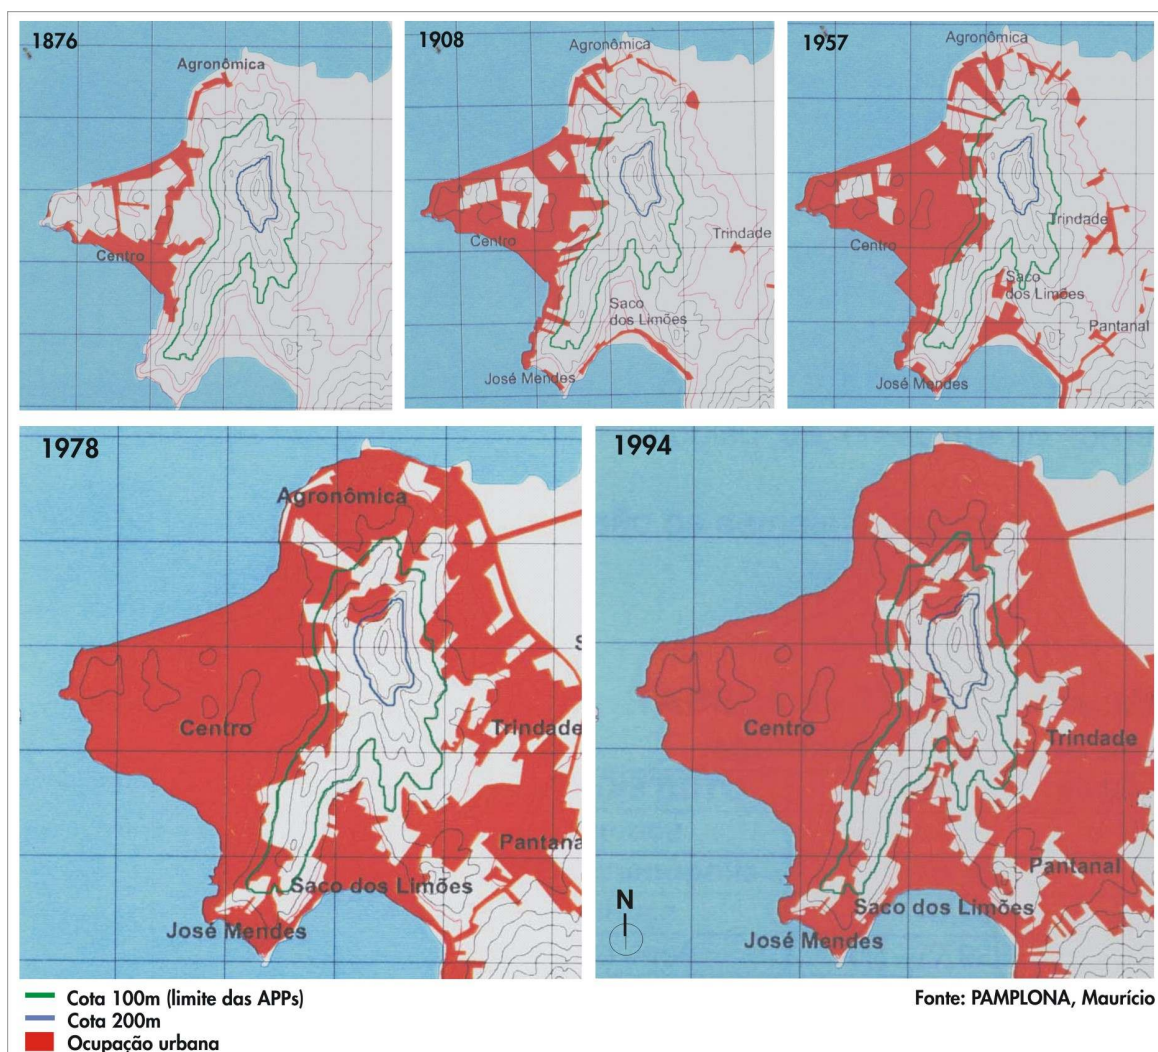 1876
Agronômica
Centro
1908
Agronômica
Centro
Trindade
Saco
dos Limões
José Mendes
1957
Agronômica
Trindade
Centro
Saco
dos Limões
Pantanal
José Mendes
1978
Agronômica
S
Centro
Trindade
Pantana
Saco dos Limões
José Mendes
1994
Centro
Trindade
Pantanal
N
Saco dos Limões
José Mendes
Cota 100m (limite das APPs)
Cota 200m
Ocupação urbana
Fonte: PAMPLONA, Maurício